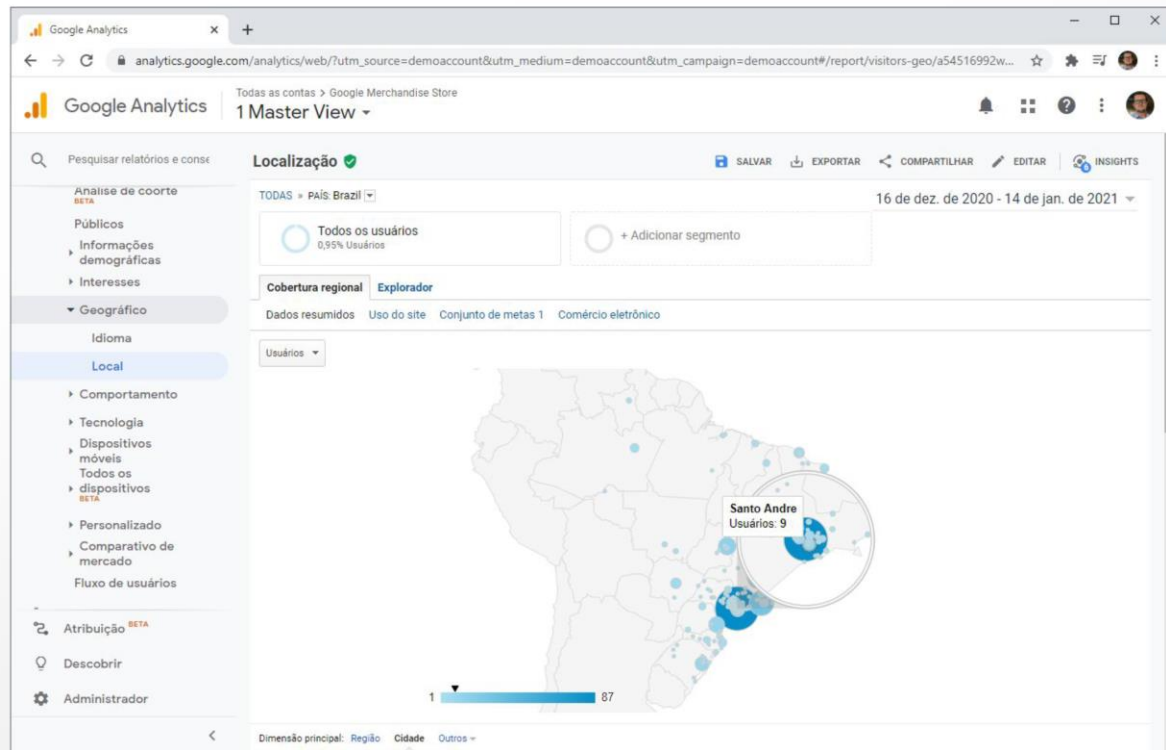 Google Analytics
analytics.google.com/analytics/web/?utm_source=demoaccount&utm_medium=demoaccount&utm_campaign=demoaccount#/report/visitors-geo/a54516992w...
Google Analytics
Todas as contas > Google Merchandise Store
1 Master View
Pesquisar relatórios e conse
Localização
SALVAR
EXPORTAR
COMPARTILHAR
EDITAR
INSIGHTS
Análise de coorte
BETA
Públicos
Informações
demográficas
Interesses
Geográfico
Idioma
Local
Comportamento
Tecnologia
Dispositivos
móveis
Todos os
dispositivos
BETA
Personalizado
Comparativo de
mercado
Fluxo de usuários
Atribuição BETA
Descobrir
Administrador
TODAS » PAÍS: Brazil
16 de dez. de 2020 - 14 de jan. de 2021
Todos os usuários
0,95% Usuários
+ Adicionar segmento
Cobertura regional
Explorador
Dados resumidos
Uso do site
Conjunto de metas 1
Comércio eletrônico
Usuários
Santo Andre
Usuários: 9
1
87
Dimensão principal: Região Cidade Outros